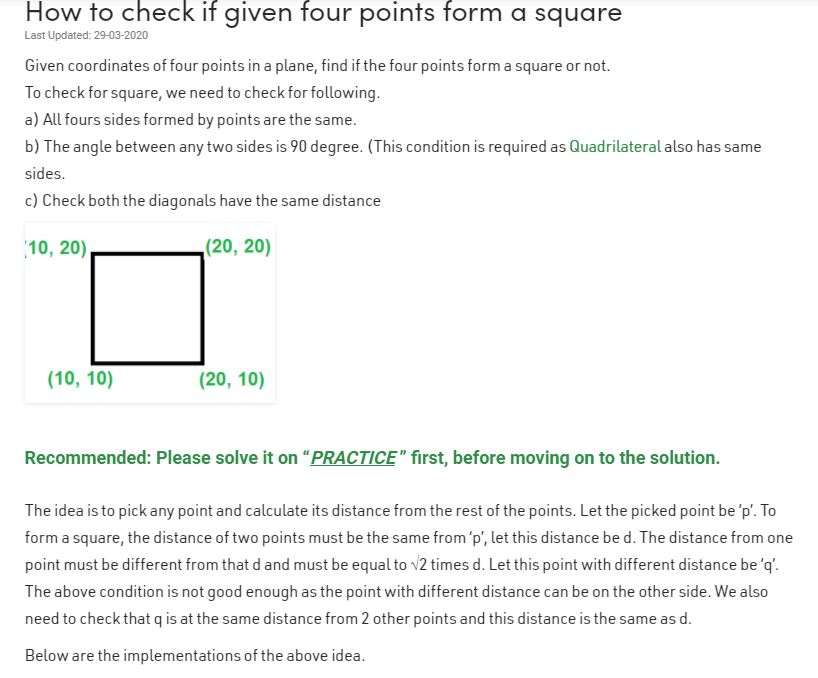 How to check if given four points form a square
Last Updated: 29-03-2020
Given coordinates of four points in a plane, find if the four points form a square or not.
To check for square, we need to check for following.
a) All fours sides formed by points are the same.
b) The angle between any two sides is 90 degree. (This condition is required as Quadrilateral also has same
sides.
c) Check both the diagonals have the same distance
(10, 20) (20, 20)
(10, 10) (20, 10)
Recommended: Please solve it on “PRACTICE” first, before moving on to the solution.
The idea is to pick any point and calculate its distance from the rest of the points. Let the picked point be ‘p’. To
form a square, the distance of two points must be the same from ‘p’, let this distance be d. The distance from one
point must be different from that d and must be equal to √2 times d. Let this point with different distance be ‘q’.
The above condition is not good enough as the point with different distance can be on the other side. We also
need to check that q is at the same distance from 2 other points and this distance is the same as d.
Below are the implementations of the above idea.